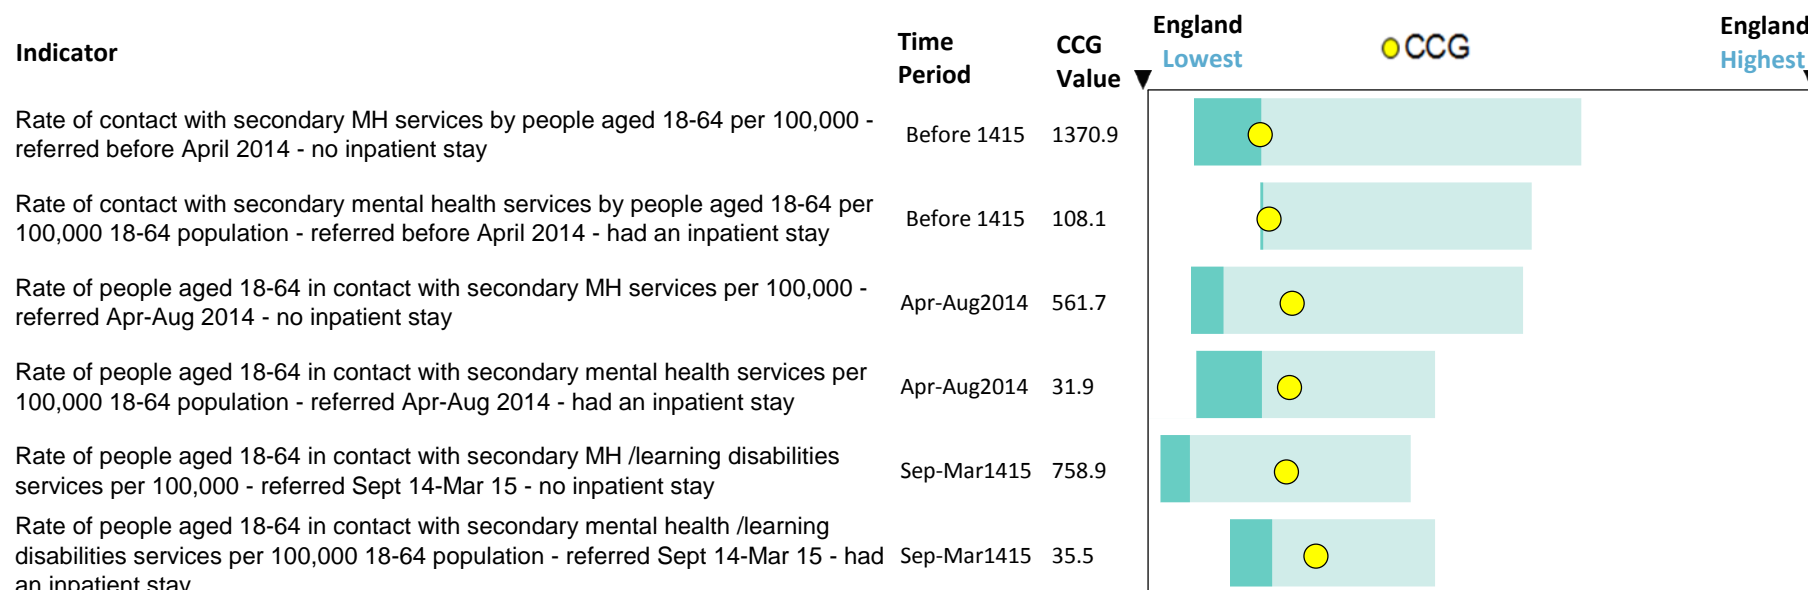 Indicator
Time
Period
CCG
Value
England
Lowest
CCG
England
Highest
Rate of contact with secondary MH services by people aged 18-64 per 100,000 -
referred before April 2014 - no inpatient stay
Before 1415 1370.9
Rate of contact with secondary mental health services by people aged 18-64 per
100,000 18-64 population - referred before April 2014 - had an inpatient stay
Before 1415 108.1
Rate of people aged 18-64 in contact with secondary MH services per 100,000 -
referred Apr-Aug 2014 - no inpatient stay
Apr-Aug2014 561.7
Rate of people aged 18-64 in contact with secondary mental health services per
100,000 18-64 population - referred Apr-Aug 2014 - had an inpatient stay
Apr-Aug2014 31.9
Rate of people aged 18-64 in contact with secondary MH /learning disabilities
services per 100,000 - referred Sept 14-Mar 15 - no inpatient stay
Sep-Mar1415 758.9
Rate of people aged 18-64 in contact with secondary mental health /learning
disabilities services per 100,000 18-64 population - referred Sept 14-Mar 15 - had
an inpatient stay
Sep-Mar1415 35.5